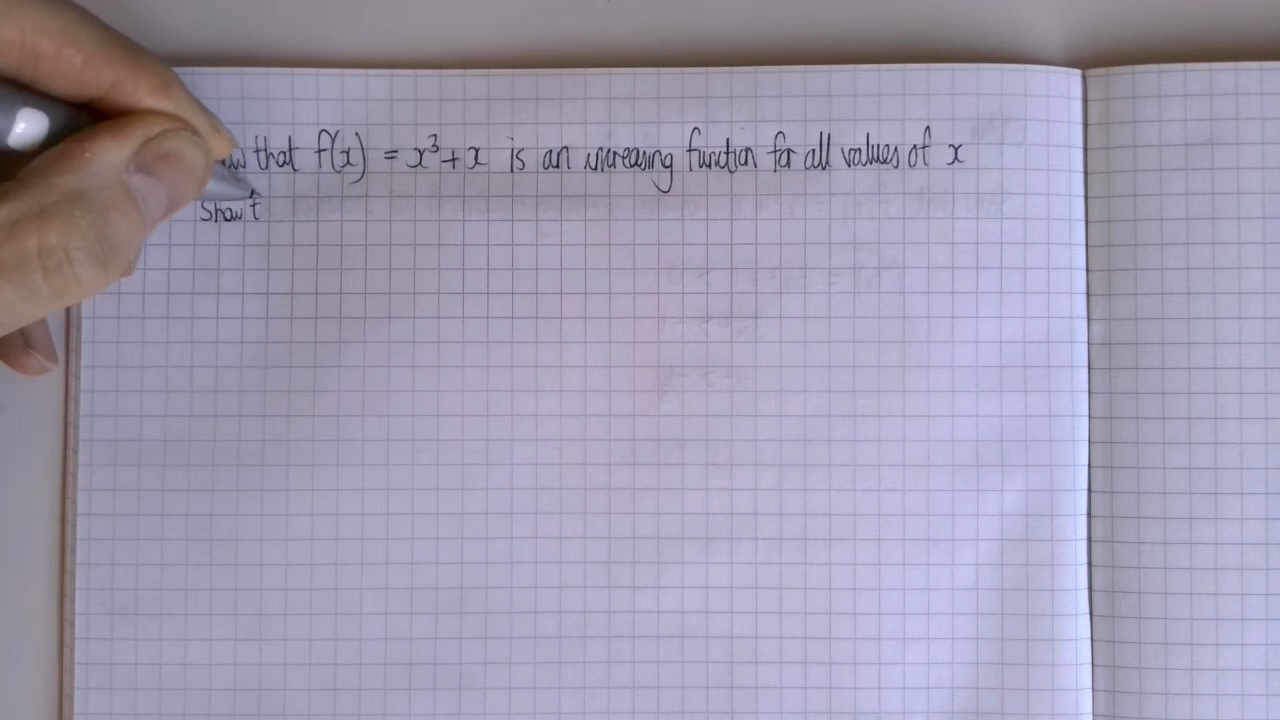 that f(x) = x³ + x is an increasing function for all values of x
Show t